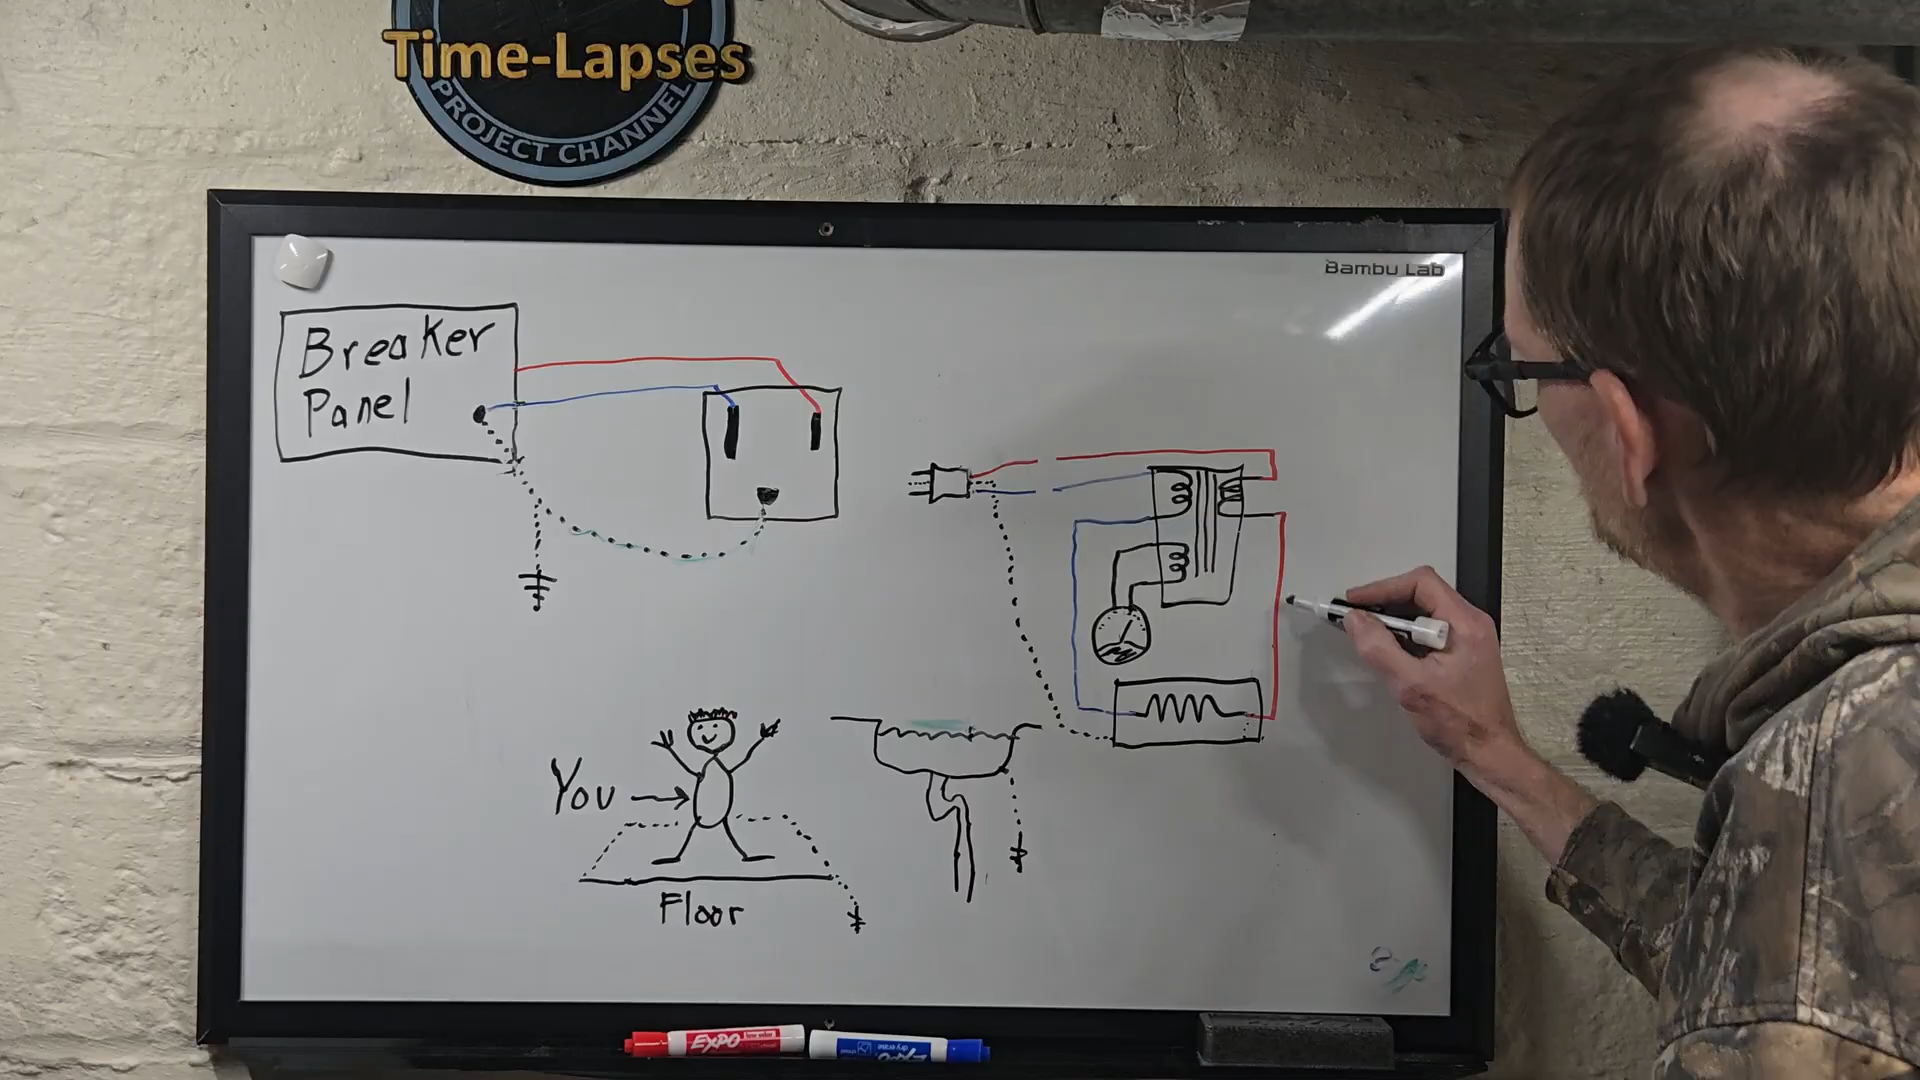 Time-Lapses
PROJECT CHANNEL
Bambu Lab
Breaker
Panel
You
Floor
EXPO
EXPO